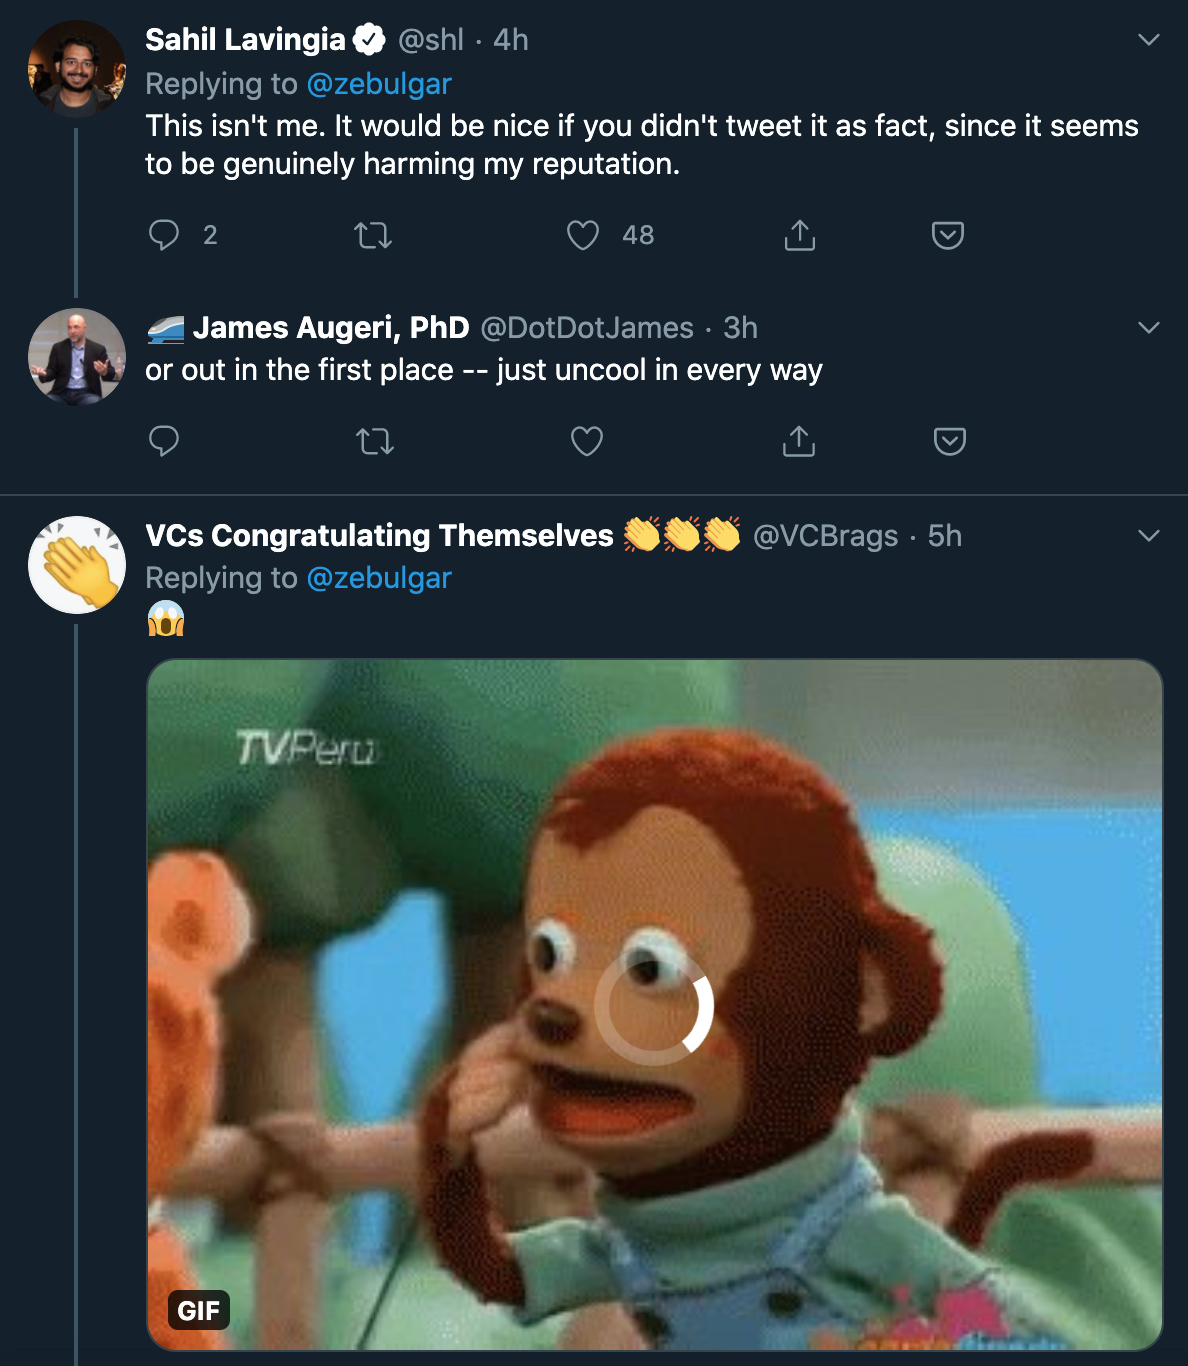 Sahil Lavingia @shl · 4h
Replying to @zebulgar
This isn't me. It would be nice if you didn't tweet it as fact, since it seems
to be genuinely harming my reputation.
2 48
🚄 James Augeri, PhD @DotDotJames · 3h
or out in the first place -- just uncool in every way
VCs Congratulating Themselves 👏👏👏 @VCBrags · 5h
Replying to @zebulgar
😱
TVPerú
GIF